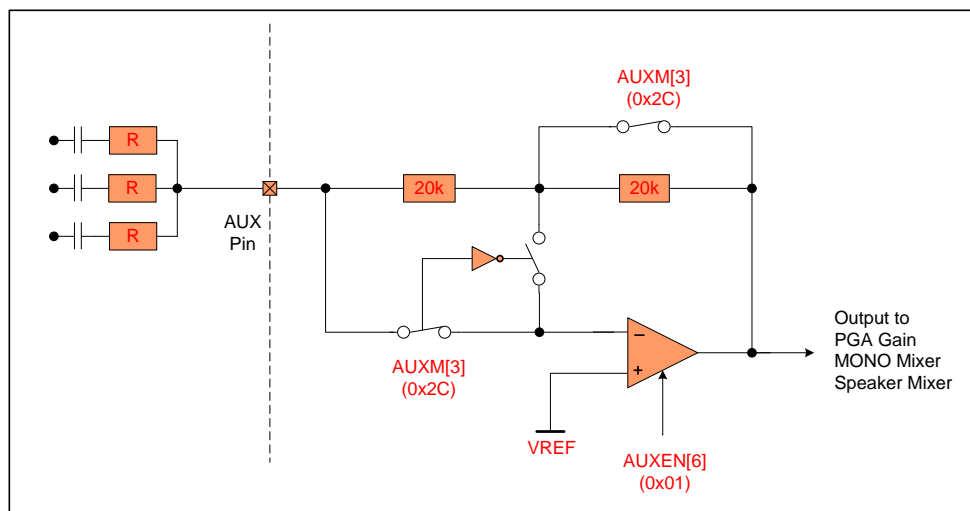 AUXM[3]
(0x2C)
R
R
R
20k
20k
AUX
Pin
AUXM[3]
(0x2C)
−
+
VREF
AUXEN[6]
(0x01)
Output to
PGA Gain
MONO Mixer
Speaker Mixer